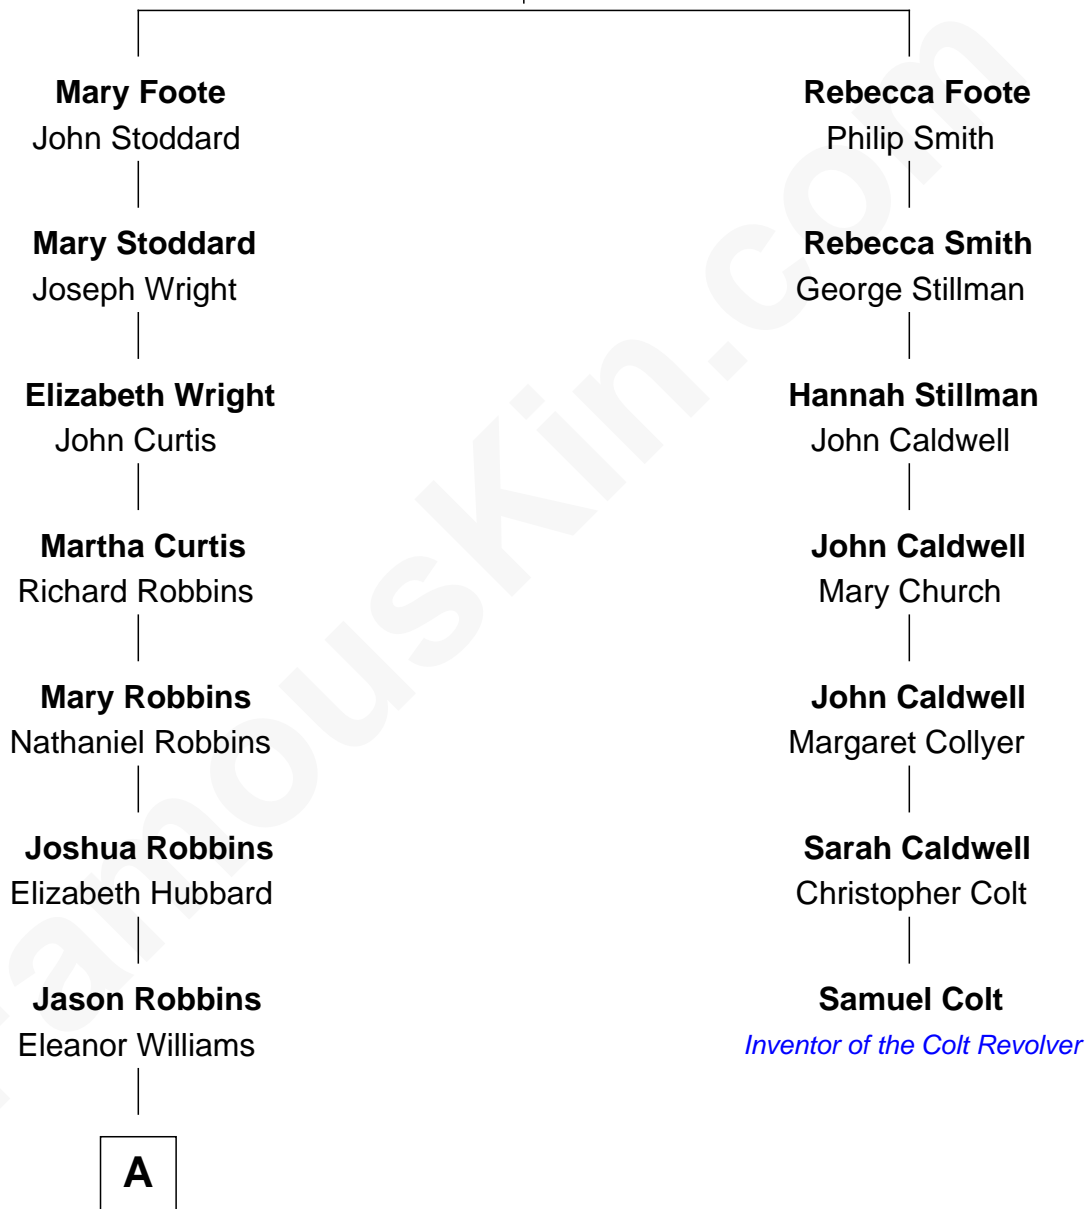 Mary Foote
John Stoddard
Rebecca Foote
Philip Smith
Mary Stoddard
Joseph Wright
Rebecca Smith
George Stillman
Elizabeth Wright
John Curtis
Hannah Stillman
John Caldwell
Martha Curtis
Richard Robbins
John Caldwell
Mary Church
Mary Robbins
Nathaniel Robbins
John Caldwell
Margaret Collyer
Joshua Robbins
Elizabeth Hubbard
Sarah Caldwell
Christopher Colt
Jason Robbins
Eleanor Williams
Samuel Colt
Inventor of the Colt Revolver
A
FamousKin.com